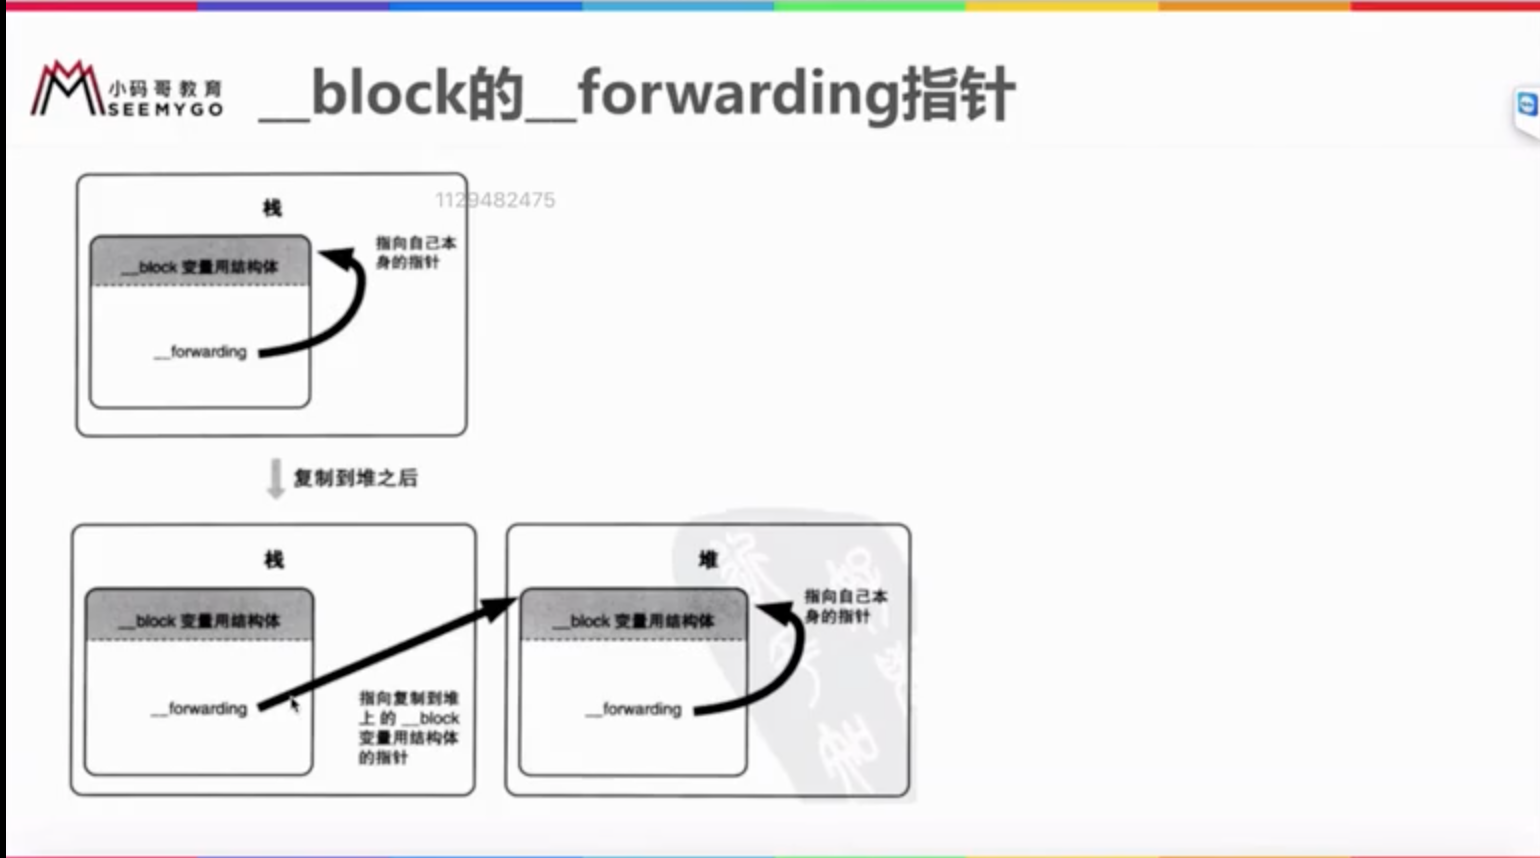 小码哥教育
SEEMYGO
__block的__forwarding指针
1129482475
栈
__block 变量用结构体
指向自己本
身的指针
__forwarding
复制到堆之后
栈
__block 变量用结构体
__forwarding
指向复制到堆
上 的 __block
变量用结构体
的指针
堆
__block 变量用结构体
指向自己本
身的指针
__forwarding